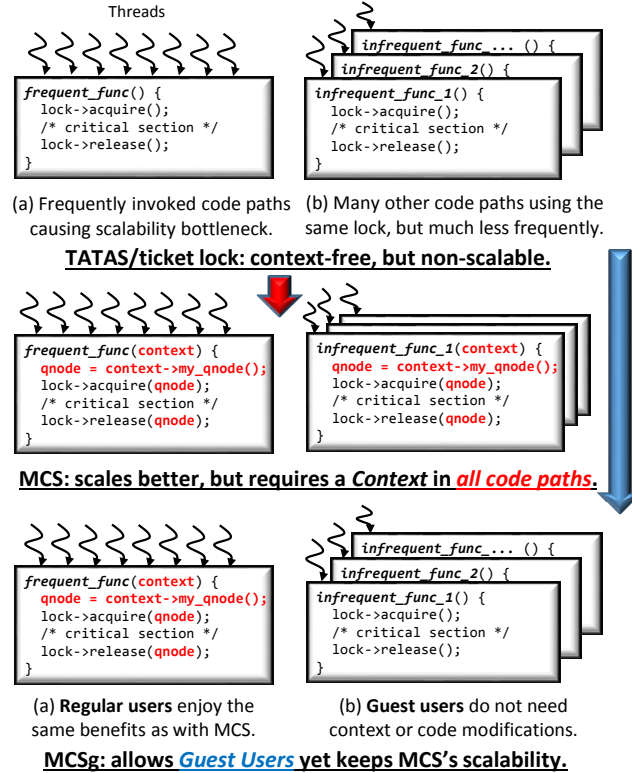 Threads
frequent_func() {
lock->acquire();
/* critical section */
lock->release();
}
infrequent_func_... () {
infrequent_func_2() {
infrequent_func_1() {
lock->acquire();
/* critical section */
lock->release();
}
(a) Frequently invoked code paths
causing scalability bottleneck.
(b) Many other code paths using the
same lock, but much less frequently.
TATAS/ticket lock: context-free, but non-scalable.
frequent_func(context) {
qnode = context->my_qnode();
lock->acquire(qnode);
/* critical section */
lock->release(qnode);
}
infrequent_func_1(context) {
qnode = context->my_qnode();
lock->acquire(qnode);
/* critical section */
lock->release(qnode);
}
MCS: scales better, but requires a Context in all code paths.
frequent_func(context) {
qnode = context->my_qnode();
lock->acquire(qnode);
/* critical section */
lock->release(qnode);
}
infrequent_func_... () {
infrequent_func_2() {
infrequent_func_1() {
lock->acquire();
/* critical section */
lock->release();
}
(a) Regular users enjoy the
same benefits as with MCS.
(b) Guest users do not need
context or code modifications.
MCSg: allows Guest Users yet keeps MCS's scalability.